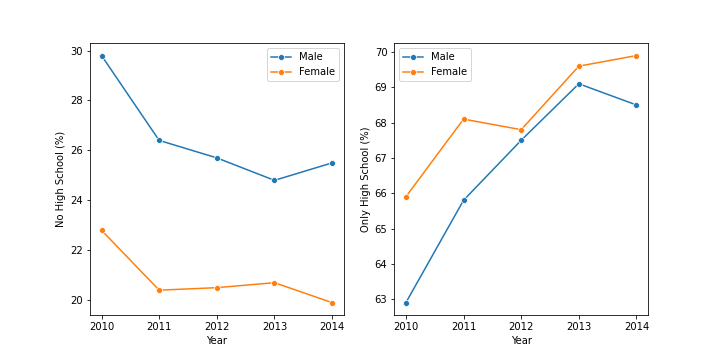 No High School (%)
30
28
26
24
22
20
Male
Female
2010 2011 2012 2013 2014
Year
Only High School (%)
70
69
68
67
66
65
64
63
Male
Female
2010 2011 2012 2013 2014
Year